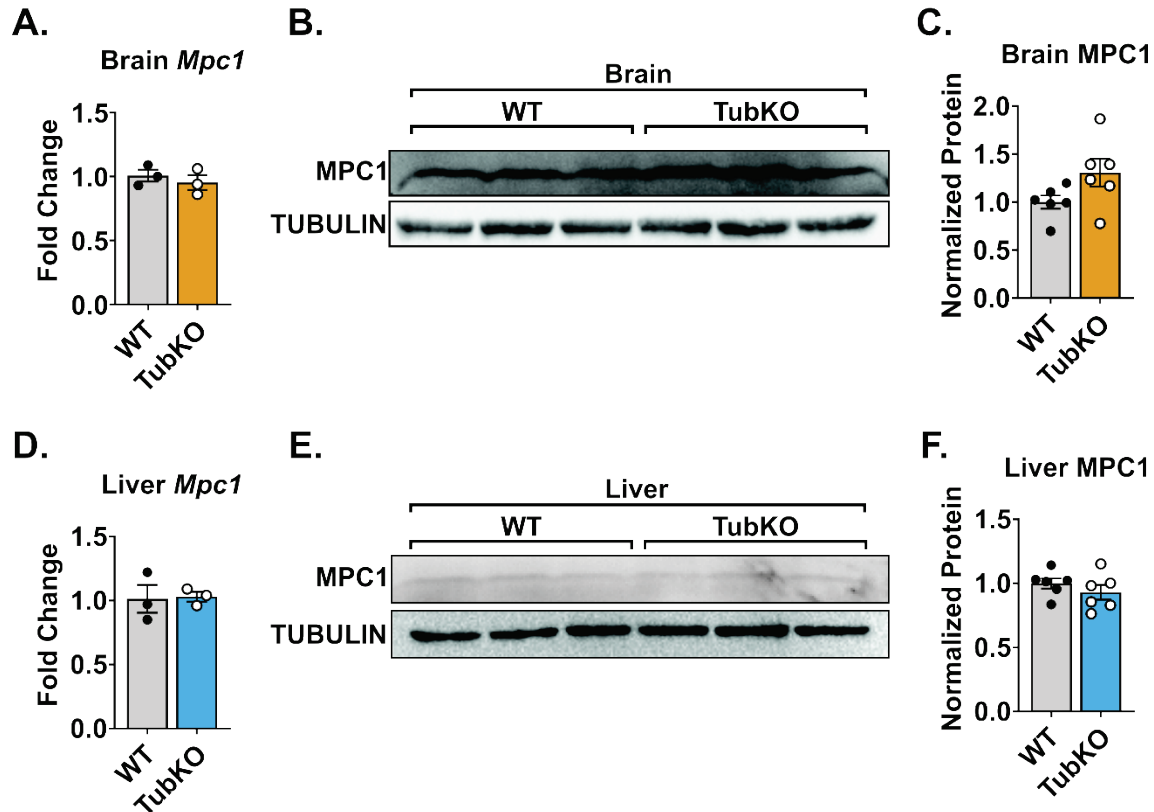 A.
Brain Mpc1
Fold Change
1.5
1.0
0.5
0.0
WT
TubKO
B.
Brain
WT
TubKO
MPC1
TUBULIN
C.
Brain MPC1
Normalized Protein
2.0
1.5
1.0
0.5
0.0
WT
TubKO
D.
Liver Mpc1
Fold Change
1.5
1.0
0.5
0.0
WT
TubKO
E.
Liver
WT
TubKO
MPC1
TUBULIN
F.
Liver MPC1
Normalized Protein
1.5
1.0
0.5
0.0
WT
TubKO